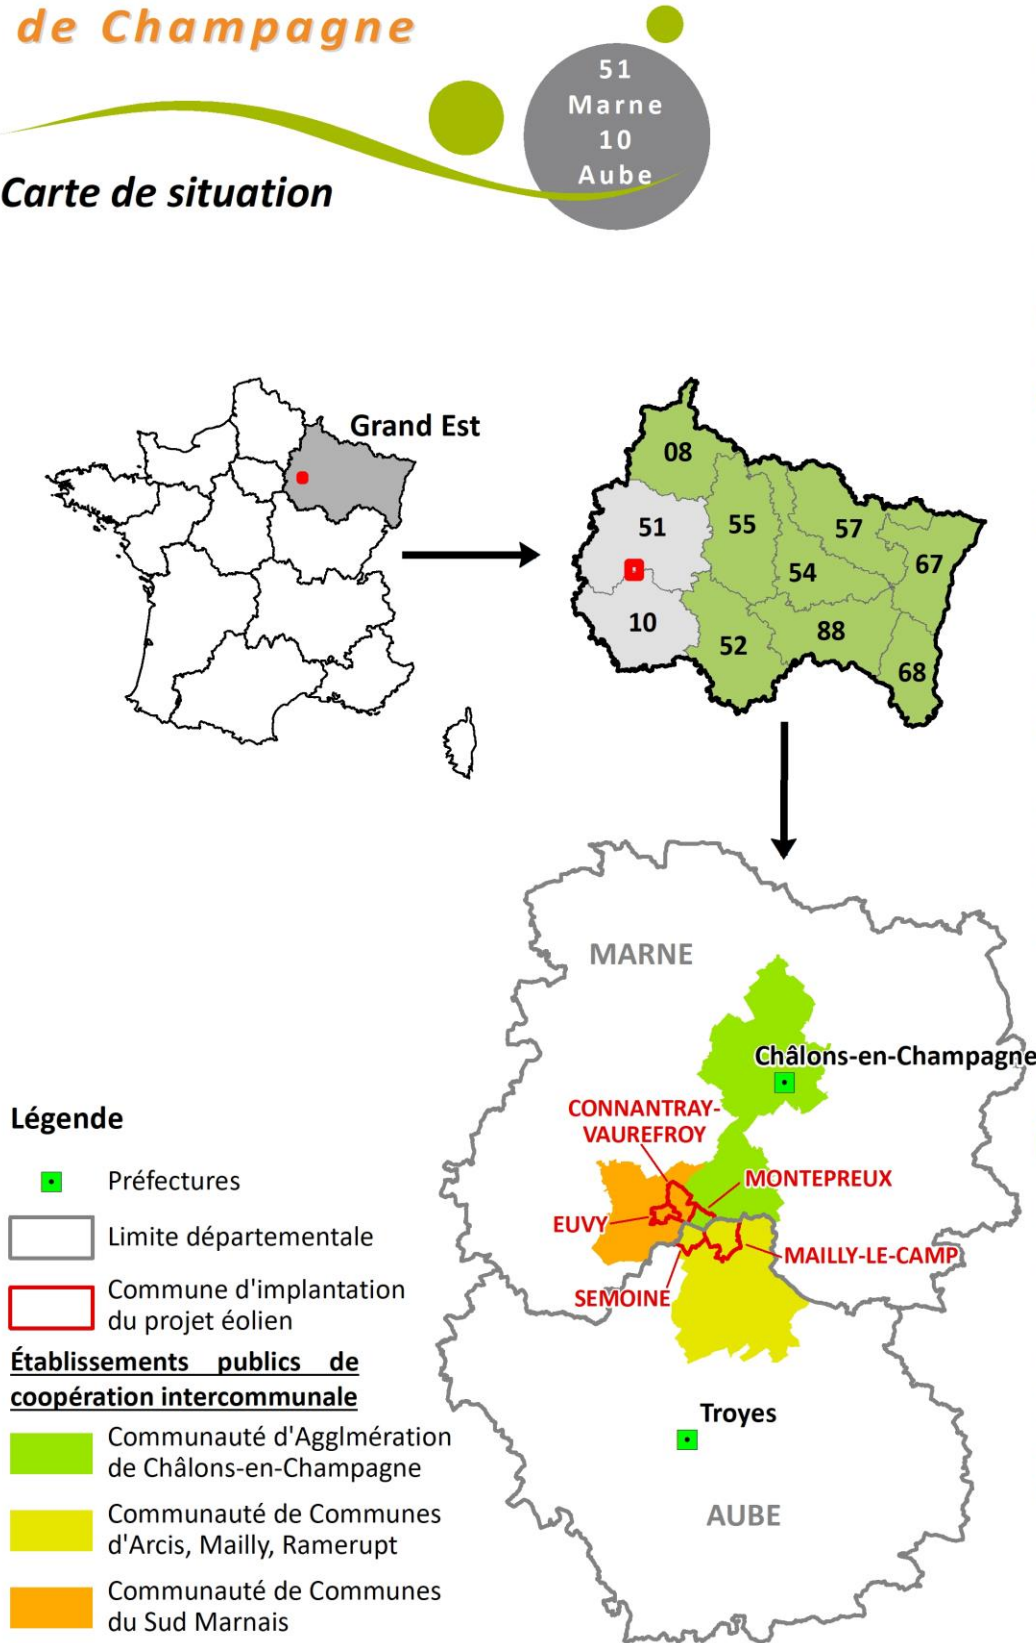 de Champagne
51
Marne
10
Aube
Carte de situation
Grand Est
08
51
55
57
67
54
10
52
88
68
MARNE
Châlons-en-Champagne
CONNANTRAY-
VAUREFROY
MONTEPREUX
EUVY
MAILLY-LE-CAMP
SEMOINE
Troyes
AUBE
Légende
Préfectures
Limite départementale
Commune d'implantation
du projet éolien
Établissements publics de
coopération intercommunale
Communauté d'Agglmération
de Châlons-en-Champagne
Communauté de Communes
d'Arcis, Mailly, Ramerupt
Communauté de Communes
du Sud Marnais